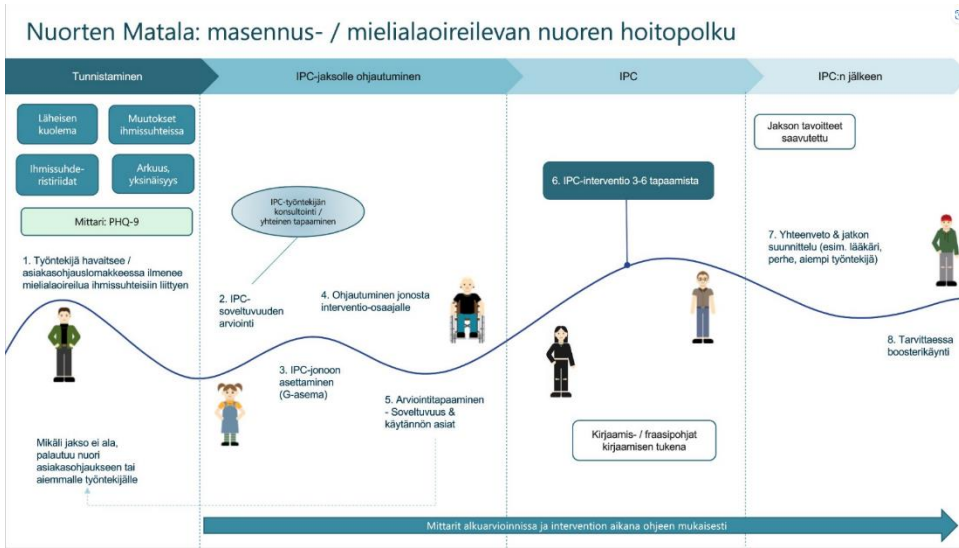 3
Nuorten Matala: masennus- / mielialaoireilevan nuoren hoitopolku
Tunnistaminen
IPC-jaksolle ohjautuminen
IPC
IPC:n jälkeen
Läheisen
kuolema
Muutokset
ihmissuhteissa
Ihmissuhde-
ristiriidat
Arkuus,
yksinäisyys
Mittari: PHQ-9
1. Työntekijä havaitsee /
asiakasohjauslomakkeessa ilmenee
mielialaoireilua ihmissuhteisiin liittyen
Mikäli jakso ei ala,
palautuu nuori
asiakasohjaukseen tai
aiemmalle työntekijälle
IPC-työntekijän
konsultointi /
yhteinen tapaaminen
2. IPC-
soveltuvuuden
arviointi
3. IPC-jonoon
asettaminen
(G-asema)
4. Ohjautuminen jonosta
interventio-osaajalle
5. Arviointitapaaminen
- Soveltuvuus &
käytännön asiat
6. IPC-interventio 3-6 tapaamista
Kirjaamis- / fraasipohjat
kirjaamisen tukena
Jakson tavoitteet
saavutettu
7. Yhteenveto & jatkon
suunnittelu (esim. lääkäri,
perhe, aiempi työntekijä)
8. Tarvittaessa
boosterikäynti
Mittarit alkuarvioinnissa ja intervention aikana ohjeen mukaisesti